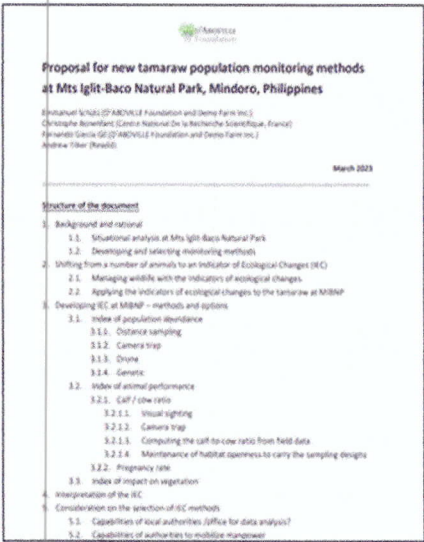 D'ABOVILLE
Foundation
Proposal for new tamaraw population monitoring methods
at Mts Iglit-Baco Natural Park, Mindoro, Philippines
Emmanuel Schütz (D'ABOVILLE Foundation and Demo Farm Inc.)
Christophe Bonenfant (Centre National De la Recherche Scientifique, France)
Fernando García Gil (D'ABOVILLE Foundation and Demo Farm Inc.)
Andrew Tilker (Rewild)
March 2023
Structure of the document
1. Background and rational
1.1. Situational analysis at Mts Iglit-Baco Natural Park
1.2. Developing and selecting monitoring methods
2. Shifting from a number of animals to an Indicator of Ecological Changes (IEC)
2.1. Managing wildlife with the indicators of ecological changes
2.2. Applying the indicators of ecological changes to the tamaraw at MIBNP
3. Developing IEC at MIBNP – methods and options
3.1. Index of population abundance
3.1.1. Distance sampling
3.1.2. Camera trap
3.1.3. Drone
3.1.4. Genetic
3.2. Index of animal performance
3.2.1. Calf / cow ratio
3.2.1.1. Visual sighting
3.2.1.2. Camera trap
3.2.1.3. Computing the calf-to-cow ratio from field data
3.2.1.4. Maintenance of habitat openness to carry the sampling designs
3.2.2. Pregnancy rate
3.3. Index of impact on vegetation
4. Interpretation of the IEC
5. Consideration on the selection of IEC methods
5.1. Capabilities of local authorities /office for data analysis?
5.2. Capabilities of authorities to mobilize manpower